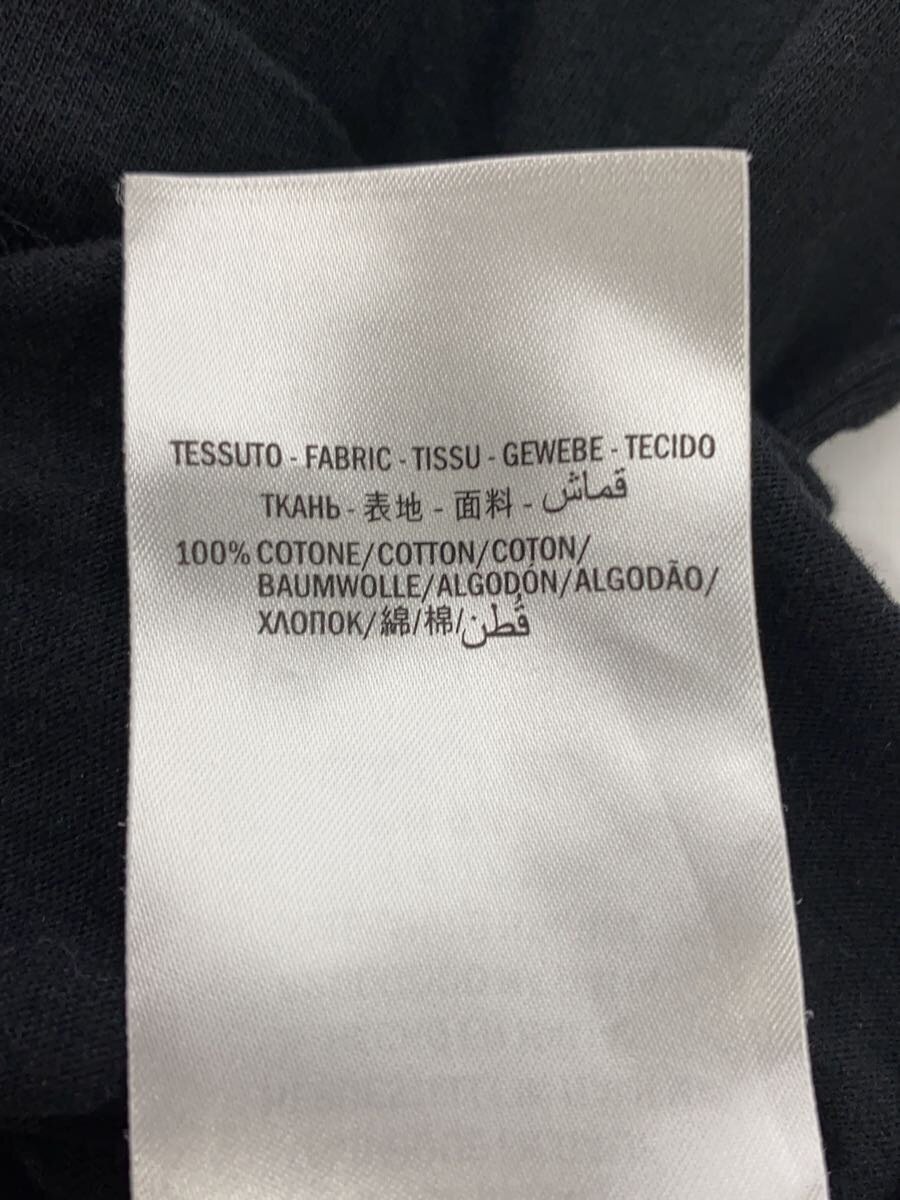 TESSUTO - FABRIC - TISSU - GEWEBE - TECIDO
ТКАНЬ - 表地 - 面料 - قماش
100% COTONE/COTTON/COTON/
BAUMWOLLE/ALGODÓN/ALGODÃO/
ХЛОПОК/綿/棉/قُطن